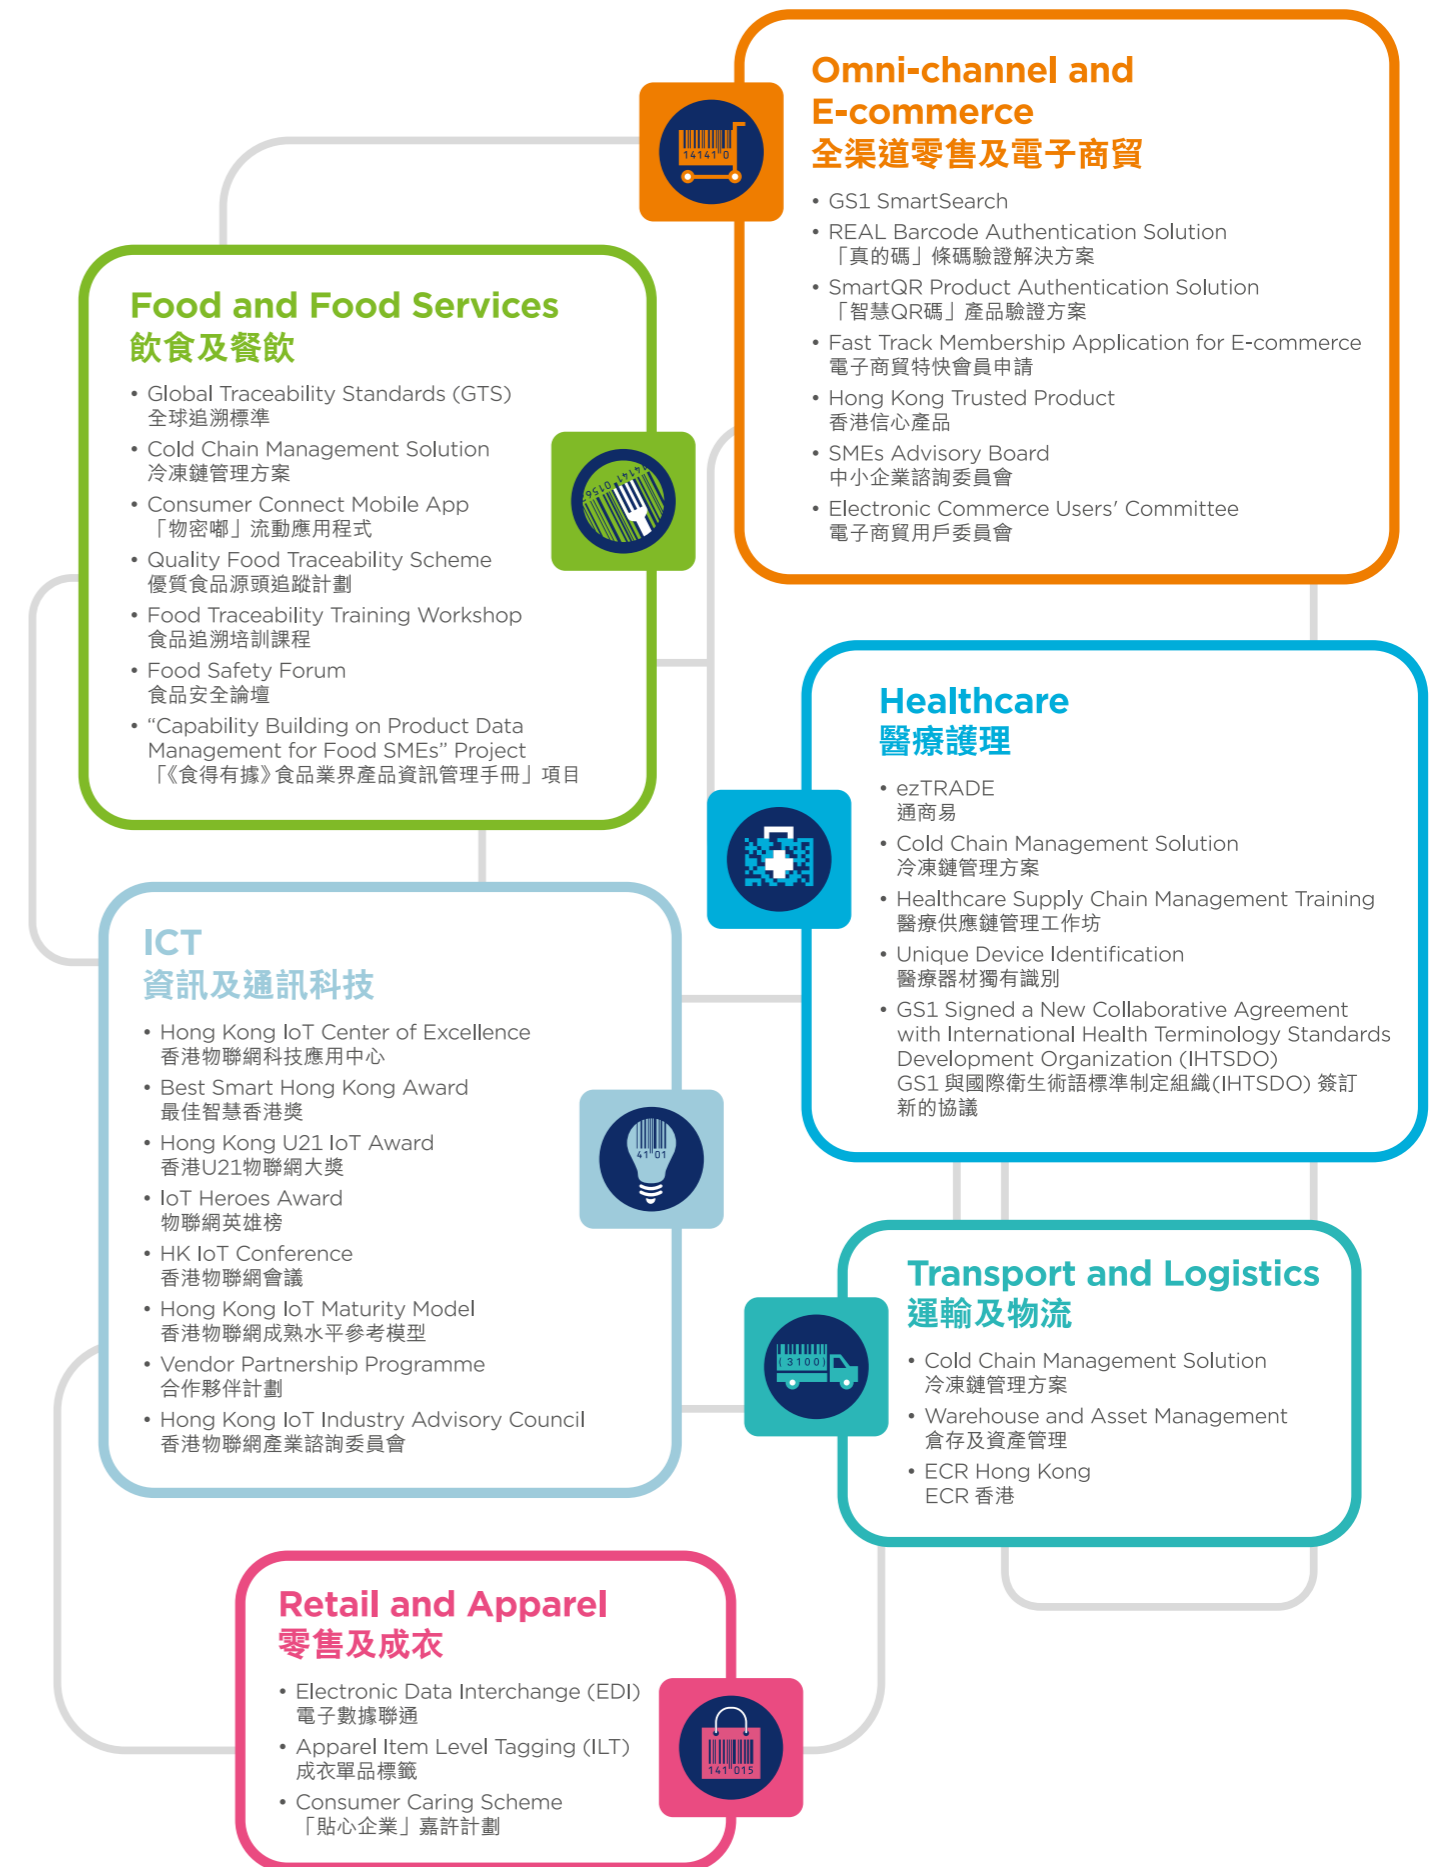 Omni-channel and
E-commerce
全渠道零售及電子商貿
• GS1 SmartSearch
• REAL Barcode Authentication Solution
「真的碼」條碼驗證解決方案
• SmartQR Product Authentication Solution
「智慧QR碼」產品驗證方案
• Fast Track Membership Application for E-commerce
電子商貿特快會員申請
• Hong Kong Trusted Product
香港信心產品
• SMEs Advisory Board
中小企業諮詢委員會
• Electronic Commerce Users' Committee
電子商貿用戶委員會
14141 0
Food and Food Services
飲食及餐飲
• Global Traceability Standards (GTS)
全球追溯標準
• Cold Chain Management Solution
冷凍鏈管理方案
• Consumer Connect Mobile App
「物密嘟」流動應用程式
• Quality Food Traceability Scheme
優質食品源頭追蹤計劃
• Food Traceability Training Workshop
食品追溯培訓課程
• Food Safety Forum
食品安全論壇
• “Capability Building on Product Data
Management for Food SMEs” Project
「《食得有據》食品業界產品資訊管理手冊」項目
Healthcare
醫療護理
• ezTRADE
通商易
• Cold Chain Management Solution
冷凍鏈管理方案
• Healthcare Supply Chain Management Training
醫療供應鏈管理工作坊
• Unique Device Identification
醫療器材獨有識別
• GS1 Signed a New Collaborative Agreement
with International Health Terminology Standards
Development Organization (IHTSDO)
GS1 與國際衛生術語標準制定組織(IHTSDO) 簽訂
新的協議
ICT
資訊及通訊科技
• Hong Kong IoT Center of Excellence
香港物聯網科技應用中心
• Best Smart Hong Kong Award
最佳智慧香港獎
• Hong Kong U21 IoT Award
香港U21物聯網大獎
• IoT Heroes Award
物聯網英雄榜
• HK IoT Conference
香港物聯網會議
• Hong Kong IoT Maturity Model
香港物聯網成熟水平參考模型
• Vendor Partnership Programme
合作夥伴計劃
• Hong Kong IoT Industry Advisory Council
香港物聯網產業諮詢委員會
41 01
Transport and Logistics
運輸及物流
• Cold Chain Management Solution
冷凍鏈管理方案
• Warehouse and Asset Management
倉存及資產管理
• ECR Hong Kong
ECR 香港
(3100)
Retail and Apparel
零售及成衣
• Electronic Data Interchange (EDI)
電子數據聯通
• Apparel Item Level Tagging (ILT)
成衣單品標籤
• Consumer Caring Scheme
「貼心企業」嘉許計劃
141 015